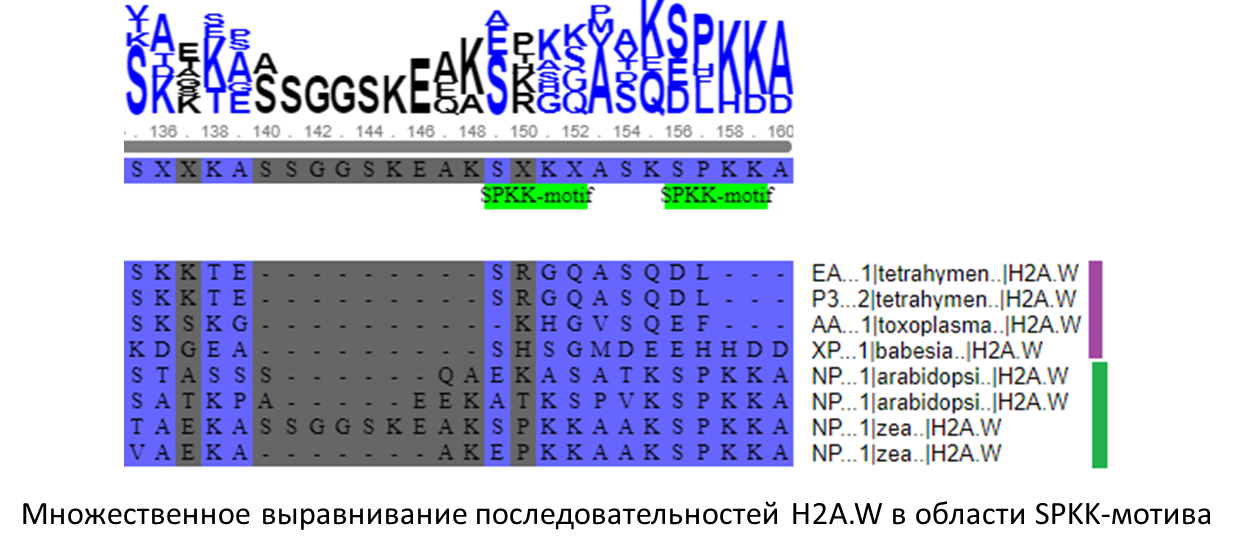 . 136 . 138 . 140 . 142 . 144 . 146 . 148 . 150 . 152 . 154 . 156 . 158 . 160
S X X K A S S G G S K E A K S X K X A S K S P K K A
SPKK-motif SPKK-motif
S K K T E - - - - - - - - - S R G Q A S Q D L - - - EA...1|tetrahymen..|H2A.W
S K K T E - - - - - - - - - S R G Q A S Q D L - - - P3...2|tetrahymen..|H2A.W
S K S K G - - - - - - - - - - K H G V S Q E F - - - AA...1|toxoplasma..|H2A.W
K D G E A - - - - - - - - - S H S G M D E E H H D D XP...1|babesia..|H2A.W
S T A S S S - - - - - - Q A E K A S A T K S P K K A NP...1|arabidopsi..|H2A.W
S A T K P A - - - - - E E K A T K S P V K S P K K A NP...1|arabidopsi..|H2A.W
T A E K A S S G G S K E A K S P K K A A K S P K K A NP...1|zea..|H2A.W
V A E K A - - - - - - - A K E P K K A A K S P K K A NP...1|zea..|H2A.W
Множественное выравнивание последовательностей H2A.W в области SPKK-мотива